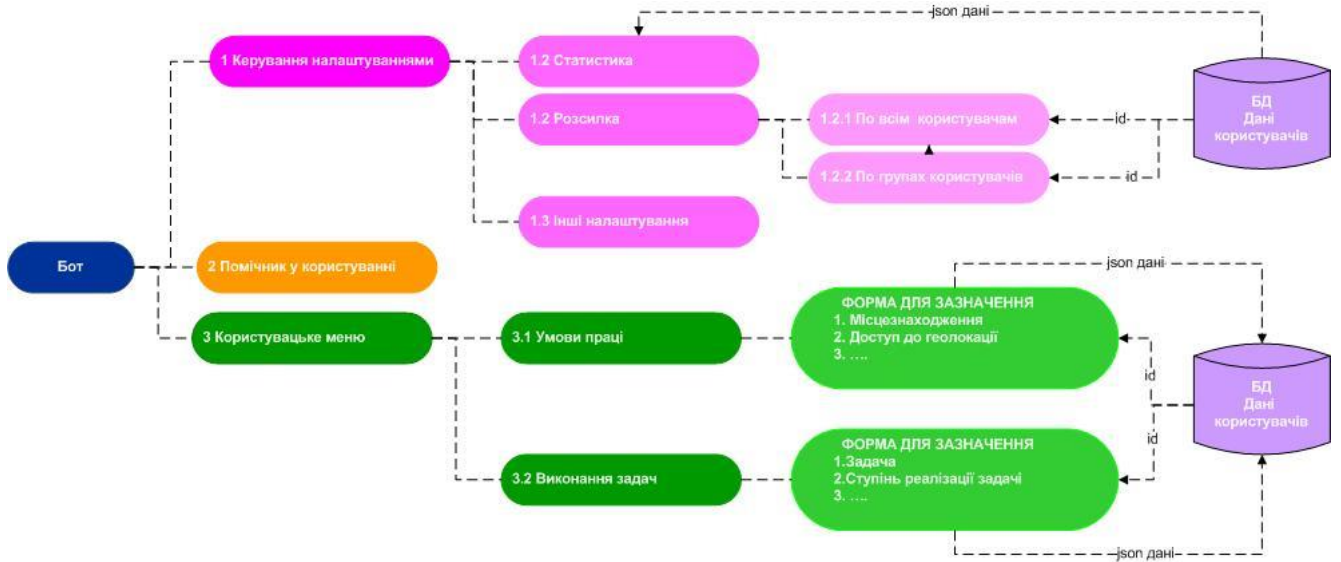 json дані
1 Керування налаштуваннями
1.2 Статистика
1.2 Розсилка
1.2.1 По всім користувачам
id
БД
Дані
користувачів
1.2.2 По групах користувачів
id
1.3 Інші налаштування
Бот
2 Помічник у користуванні
json дані
3 Користувацьке меню
3.1 Умови праці
ФОРМА ДЛЯ ЗАЗНАЧЕННЯ
1. Місцезнаходження
2. Доступ до геолокації
3. ….
id
БД
Дані
користувачів
id
3.2 Виконання задач
ФОРМА ДЛЯ ЗАЗНАЧЕННЯ
1.Задача
2.Ступінь реалізації задачі
3. ….
json дані